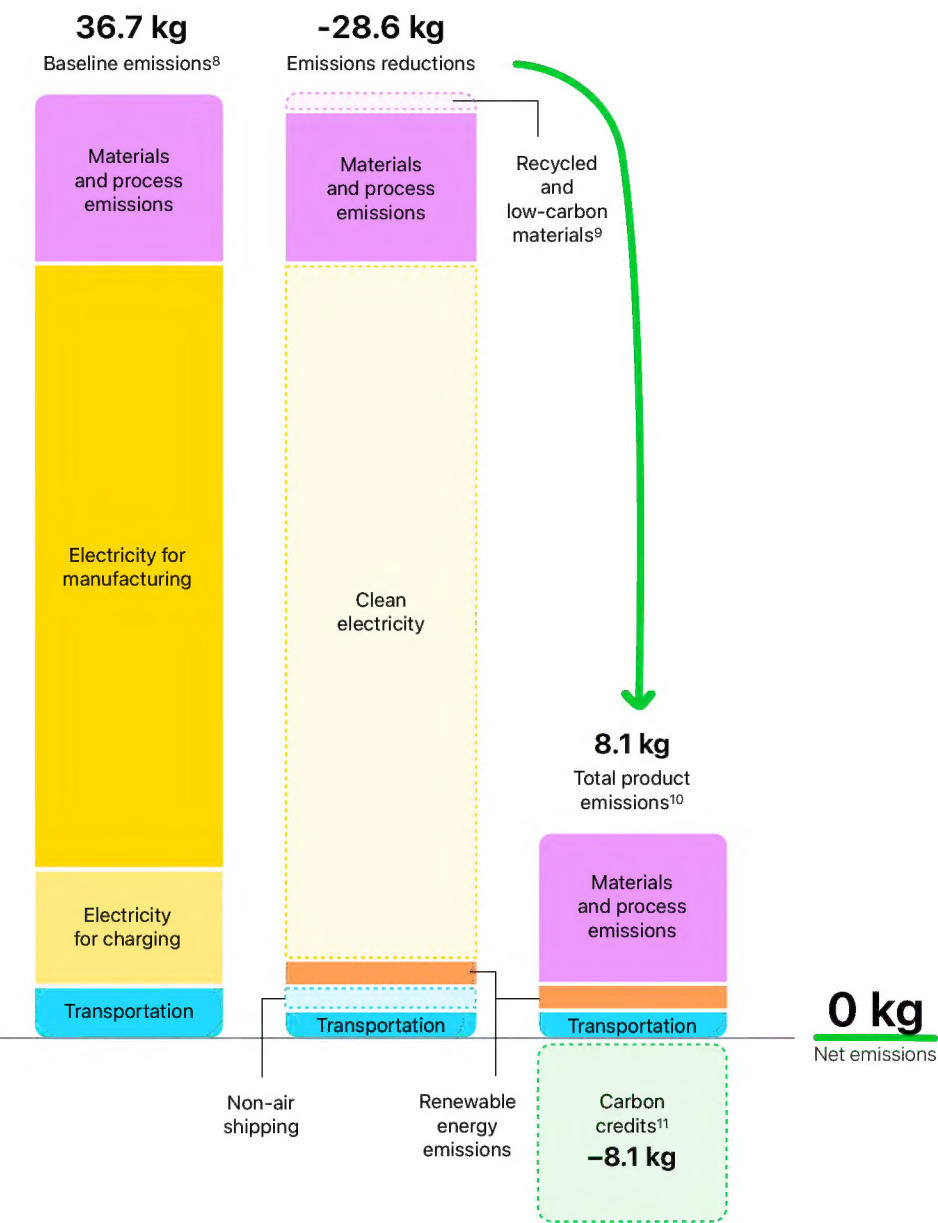 36.7 kg
Baseline emissions⁸
-28.6 kg
Emissions reductions
Materials
and process
emissions
Materials
and process
emissions
Recycled
and
low-carbon
materials⁹
Electricity for
manufacturing
Clean
electricity
8.1 kg
Total product
emissions¹⁰
Materials
and process
emissions
Electricity
for charging
Transportation
Transportation
Transportation
0 kg
Net emissions
Non-air
shipping
Renewable
energy
emissions
Carbon
credits¹¹
–8.1 kg